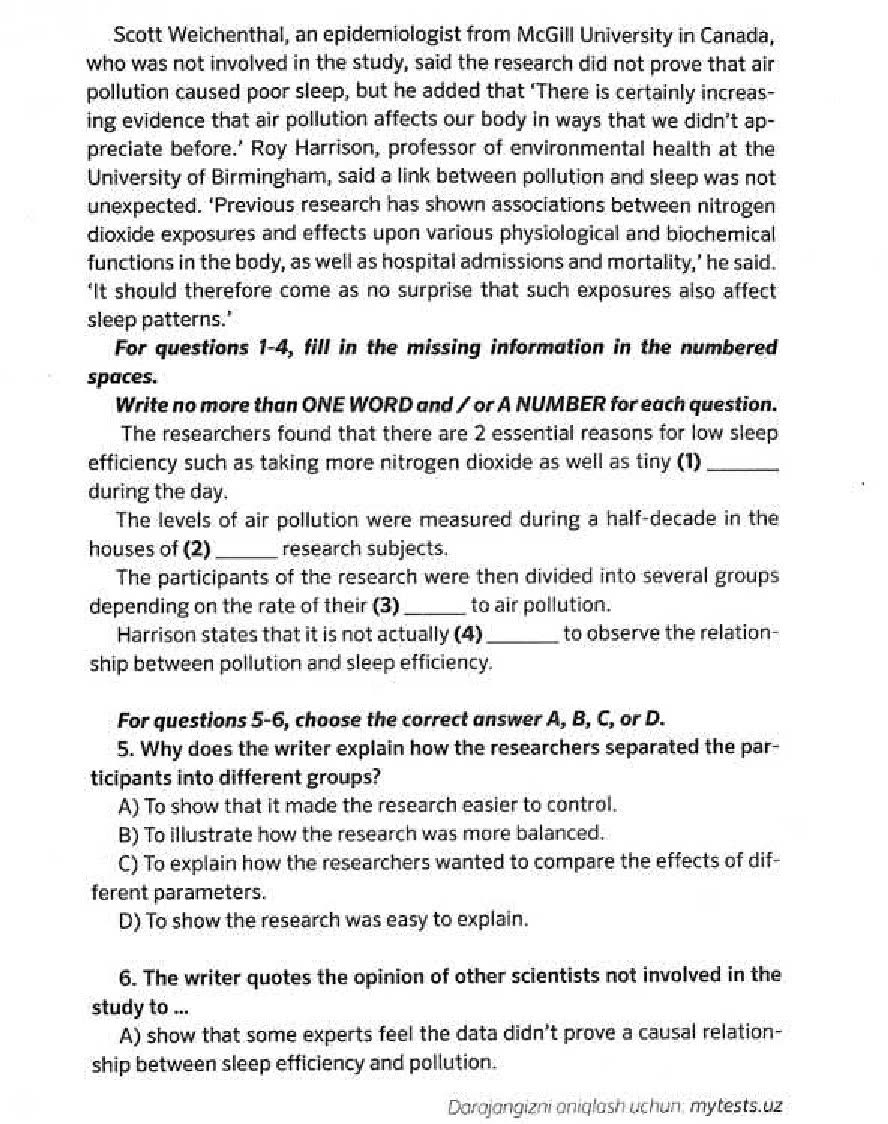 Scott Weichenthal, an epidemiologist from McGill University in Canada,
who was not involved in the study, said the research did not prove that air
pollution caused poor sleep, but he added that ‘There is certainly increas-
ing evidence that air pollution affects our body in ways that we didn’t ap-
preciate before.’ Roy Harrison, professor of environmental health at the
University of Birmingham, said a link between pollution and sleep was not
unexpected. ‘Previous research has shown associations between nitrogen
dioxide exposures and effects upon various physiological and biochemical
functions in the body, as well as hospital admissions and mortality,’ he said.
‘It should therefore come as no surprise that such exposures also affect
sleep patterns.’
For questions 1-4, fill in the missing information in the numbered
spaces.
Write no more than ONE WORD and / or A NUMBER for each question.
The researchers found that there are 2 essential reasons for low sleep
efficiency such as taking more nitrogen dioxide as well as tiny (1) _______
during the day.
The levels of air pollution were measured during a half-decade in the
houses of (2) ______ research subjects.
The participants of the research were then divided into several groups
depending on the rate of their (3) ______ to air pollution.
Harrison states that it is not actually (4) _______ to observe the relation-
ship between pollution and sleep efficiency.
For questions 5-6, choose the correct answer A, B, C, or D.
5. Why does the writer explain how the researchers separated the par-
ticipants into different groups?
A) To show that it made the research easier to control.
B) To illustrate how the research was more balanced.
C) To explain how the researchers wanted to compare the effects of dif-
ferent parameters.
D) To show the research was easy to explain.
6. The writer quotes the opinion of other scientists not involved in the
study to ...
A) show that some experts feel the data didn’t prove a causal relation-
ship between sleep efficiency and pollution.
Darajangizni aniqlash uchun: mytests.uz